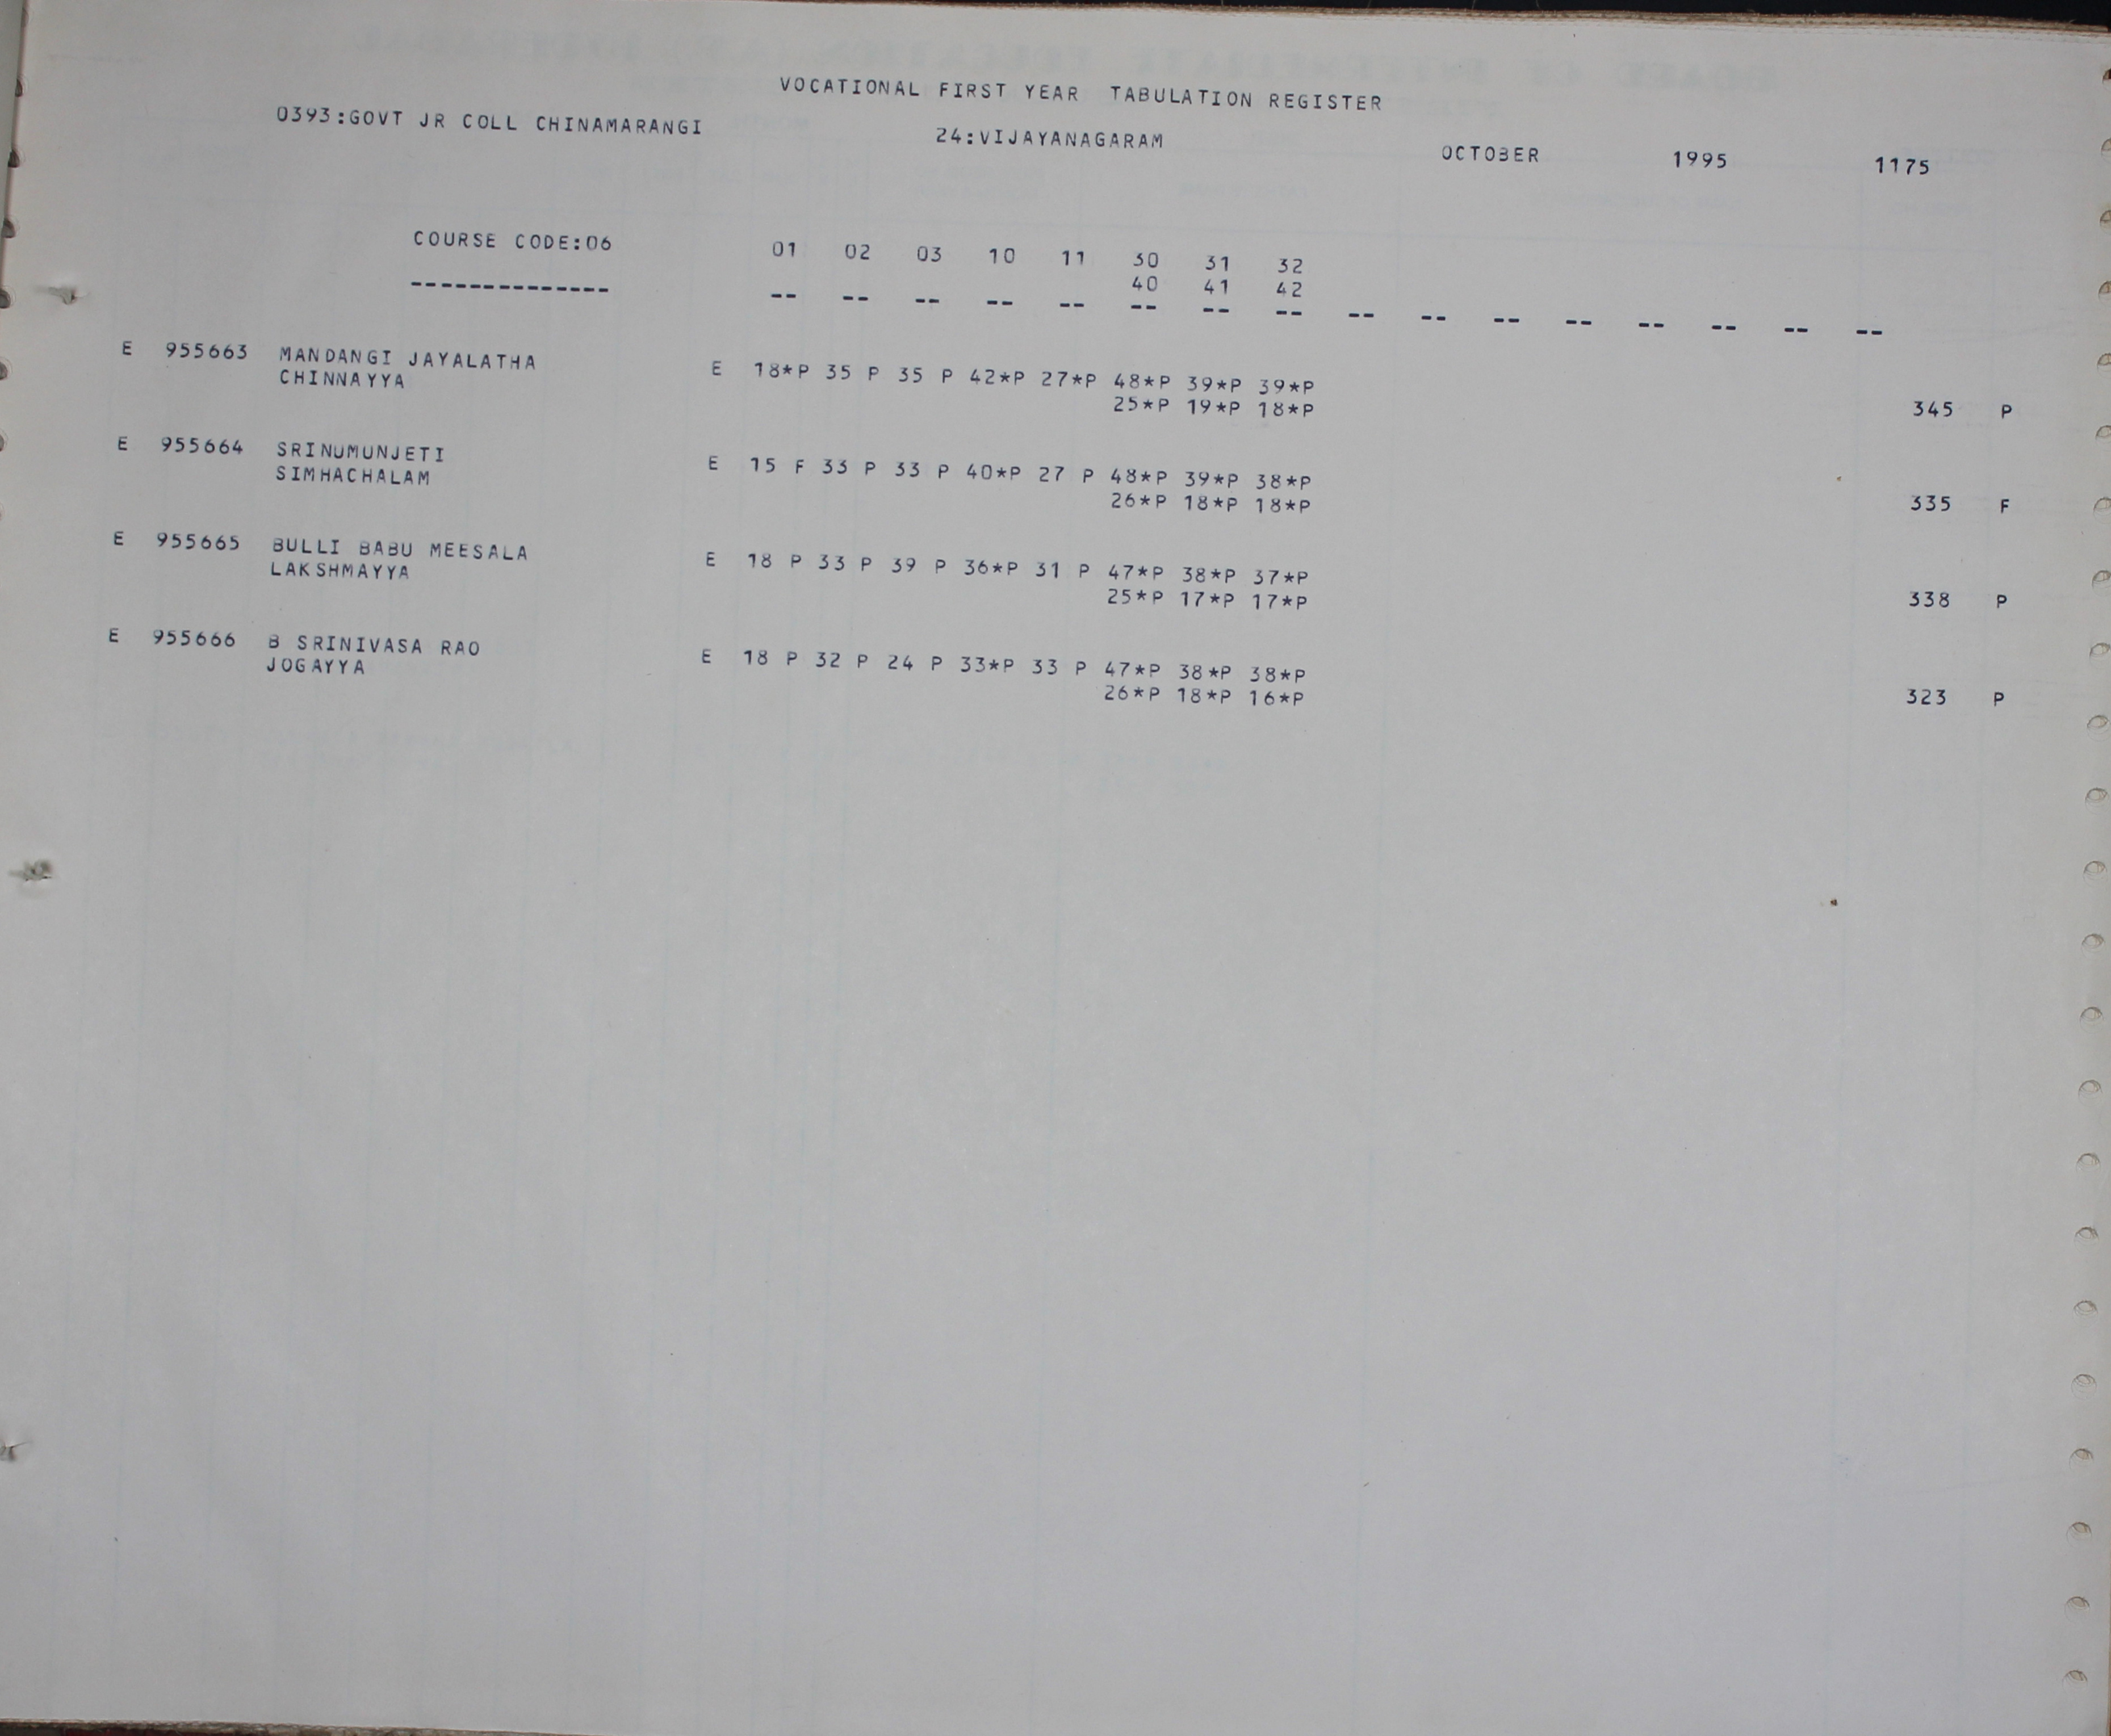 VOCATIONAL FIRST YEAR TABULATION REGISTER
0393:GOVT JR COLL CHINAMARANGI 24:VIJAYANAGARAM OCTOBER 1995 1175
COURSE CODE:06 01 02 03 10 11 30 31 32
40 41 42
-------------- -- -- -- -- -- -- -- -- -- -- -- -- -- -- -- --
E 955663 MANDANGI JAYALATHA E 18*P 35 P 35 P 42*P 27*P 48*P 39*P 39*P
CHINNAYYA 25*P 19*P 18*P 345 P
E 955664 SRINUMUNJETI E 15 F 33 P 33 P 40*P 27 P 48*P 39*P 38*P
SIMHACHALAM 26*P 18*P 18*P 335 F
E 955665 BULLI BABU MEESALA E 18 P 33 P 39 P 36*P 31 P 47*P 38*P 37*P
LAKSHMAYYA 25*P 17*P 17*P 338 P
E 955666 B SRINIVASA RAO E 18 P 32 P 24 P 33*P 33 P 47*P 38*P 38*P
JOGAYYA 26*P 18*P 16*P 323 P